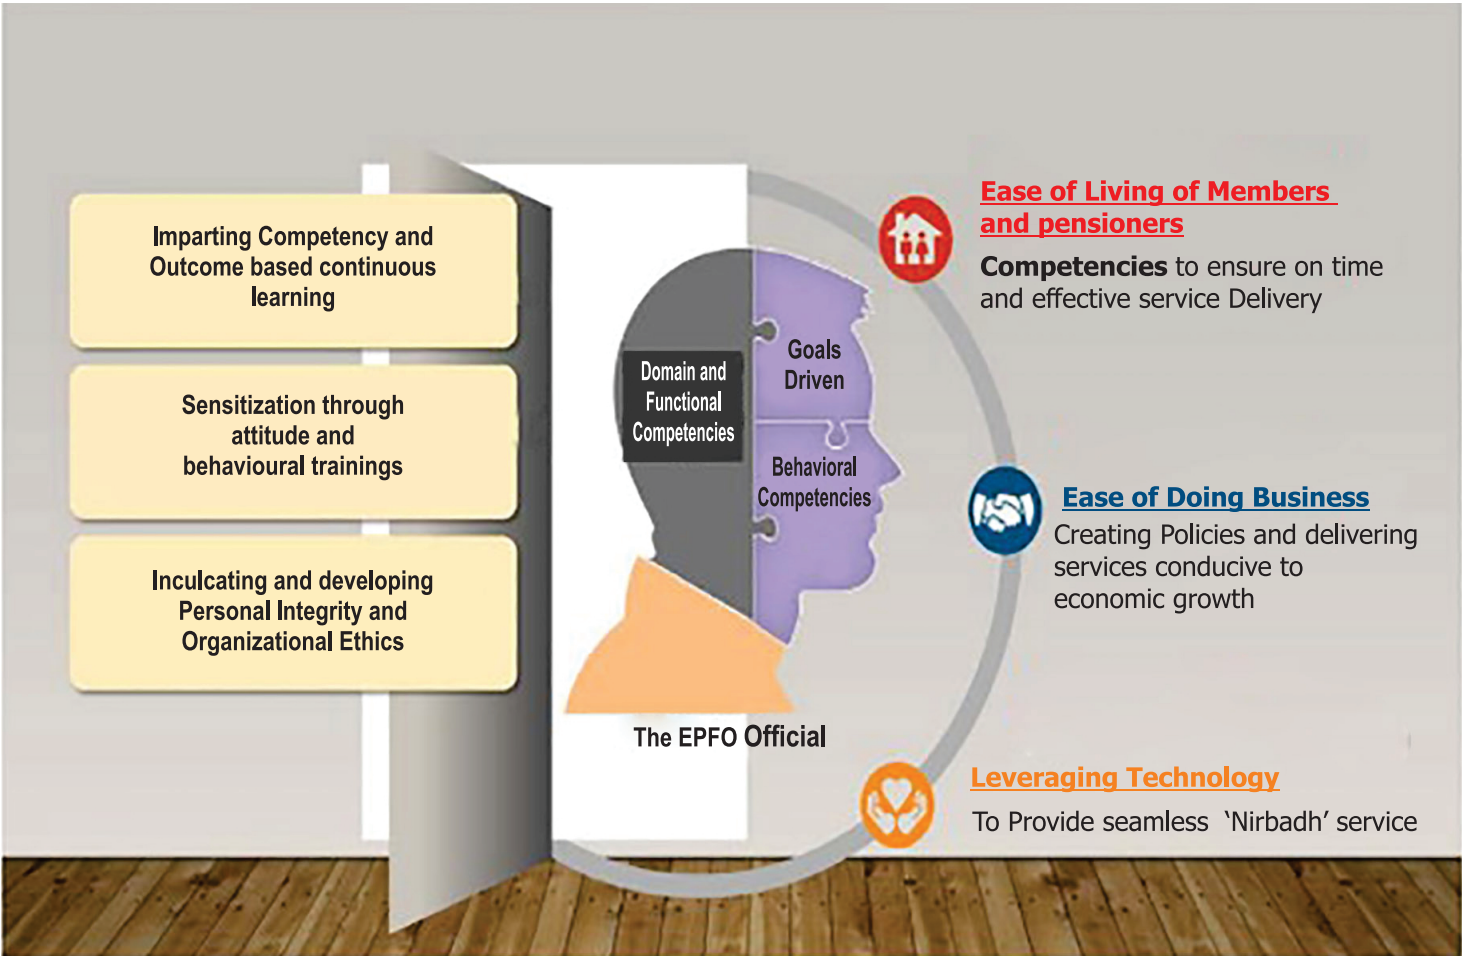 Imparting Competency and
Outcome based continuous
learning
Sensitization through
attitude and
behavioural trainings
Inculcating and developing
Personal Integrity and
Organizational Ethics
Domain and
Functional
Competencies
Goals
Driven
Behavioral
Competencies
The EPFO Official
Ease of Living of Members
and pensioners
Competencies to ensure on time
and effective service Delivery
Ease of Doing Business
Creating Policies and delivering
services conducive to
economic growth
Leveraging Technology
To Provide seamless ‘Nirbadh’ service